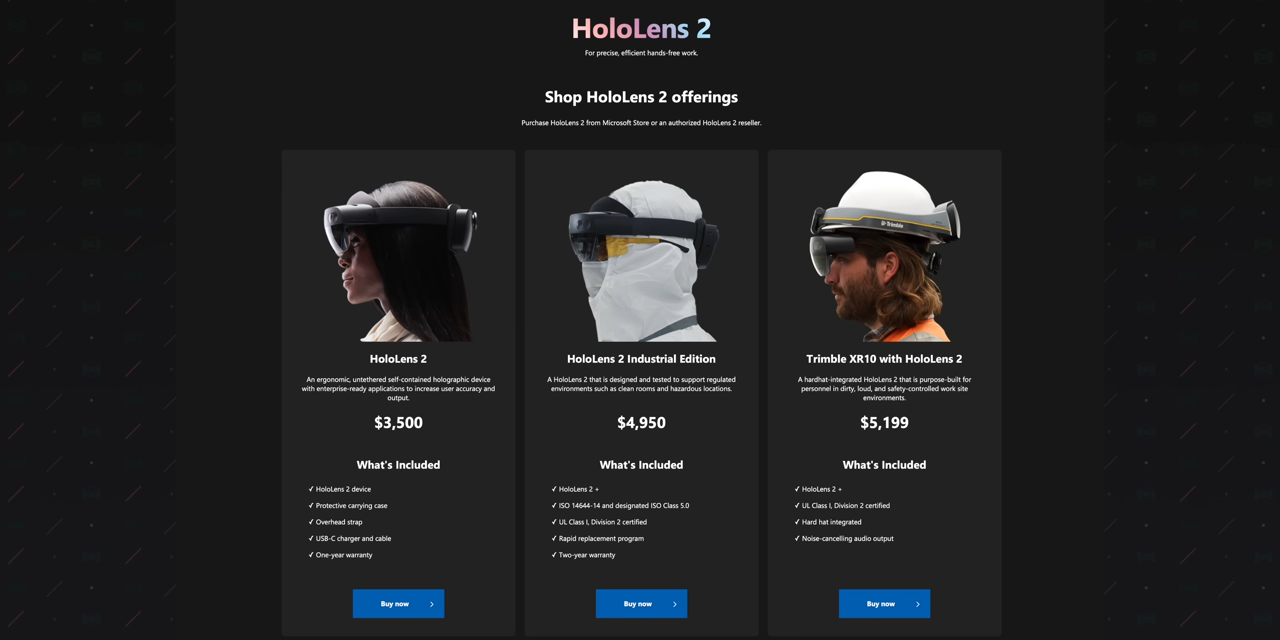 HoloLens 2
For precise, efficient hands-free work.
Shop HoloLens 2 offerings
Purchase HoloLens 2 from Microsoft Store or an authorized HoloLens 2 reseller.
HoloLens 2
An ergonomic, untethered self-contained holographic device
with enterprise-ready applications to increase user accuracy and
output.
$3,500
What's Included
✓ HoloLens 2 device
✓ Protective carrying case
✓ Overhead strap
✓ USB-C charger and cable
✓ One-year warranty
Buy now
HoloLens 2 Industrial Edition
A HoloLens 2 that is designed and tested to support regulated
environments such as clean rooms and hazardous locations.
$4,950
What's Included
✓ HoloLens 2 +
✓ ISO 14644-14 and designated ISO Class 5.0
✓ UL Class I, Division 2 certified
✓ Rapid replacement program
✓ Two-year warranty
Buy now
Trimble
Trimble XR10 with HoloLens 2
A hardhat-integrated HoloLens 2 that is purpose-built for
personnel in dirty, loud, and safety-controlled work site
environments.
$5,199
What's Included
✓ HoloLens 2 +
✓ UL Class I, Division 2 certified
✓ Hard hat integrated
✓ Noise-cancelling audio output
Buy now